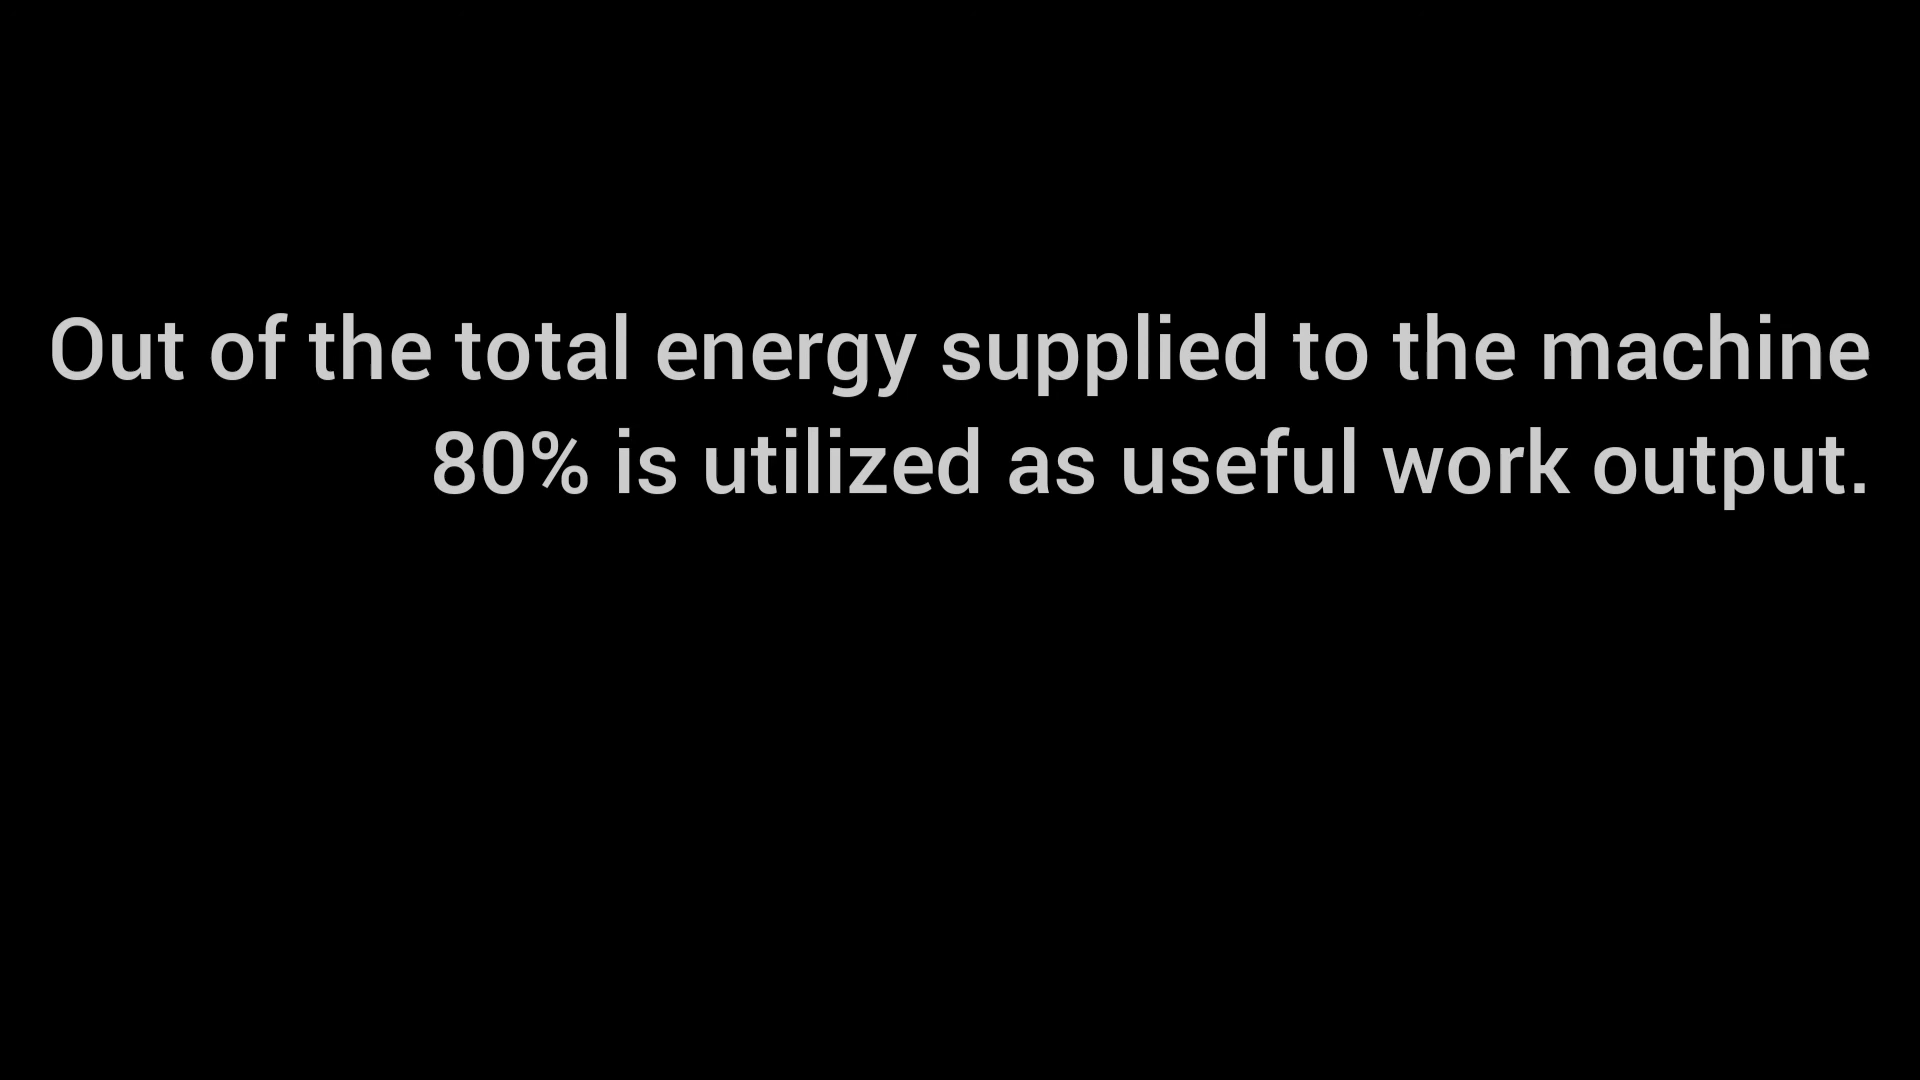 Out of the total energy supplied to the machine
80% is utilized as useful work output.